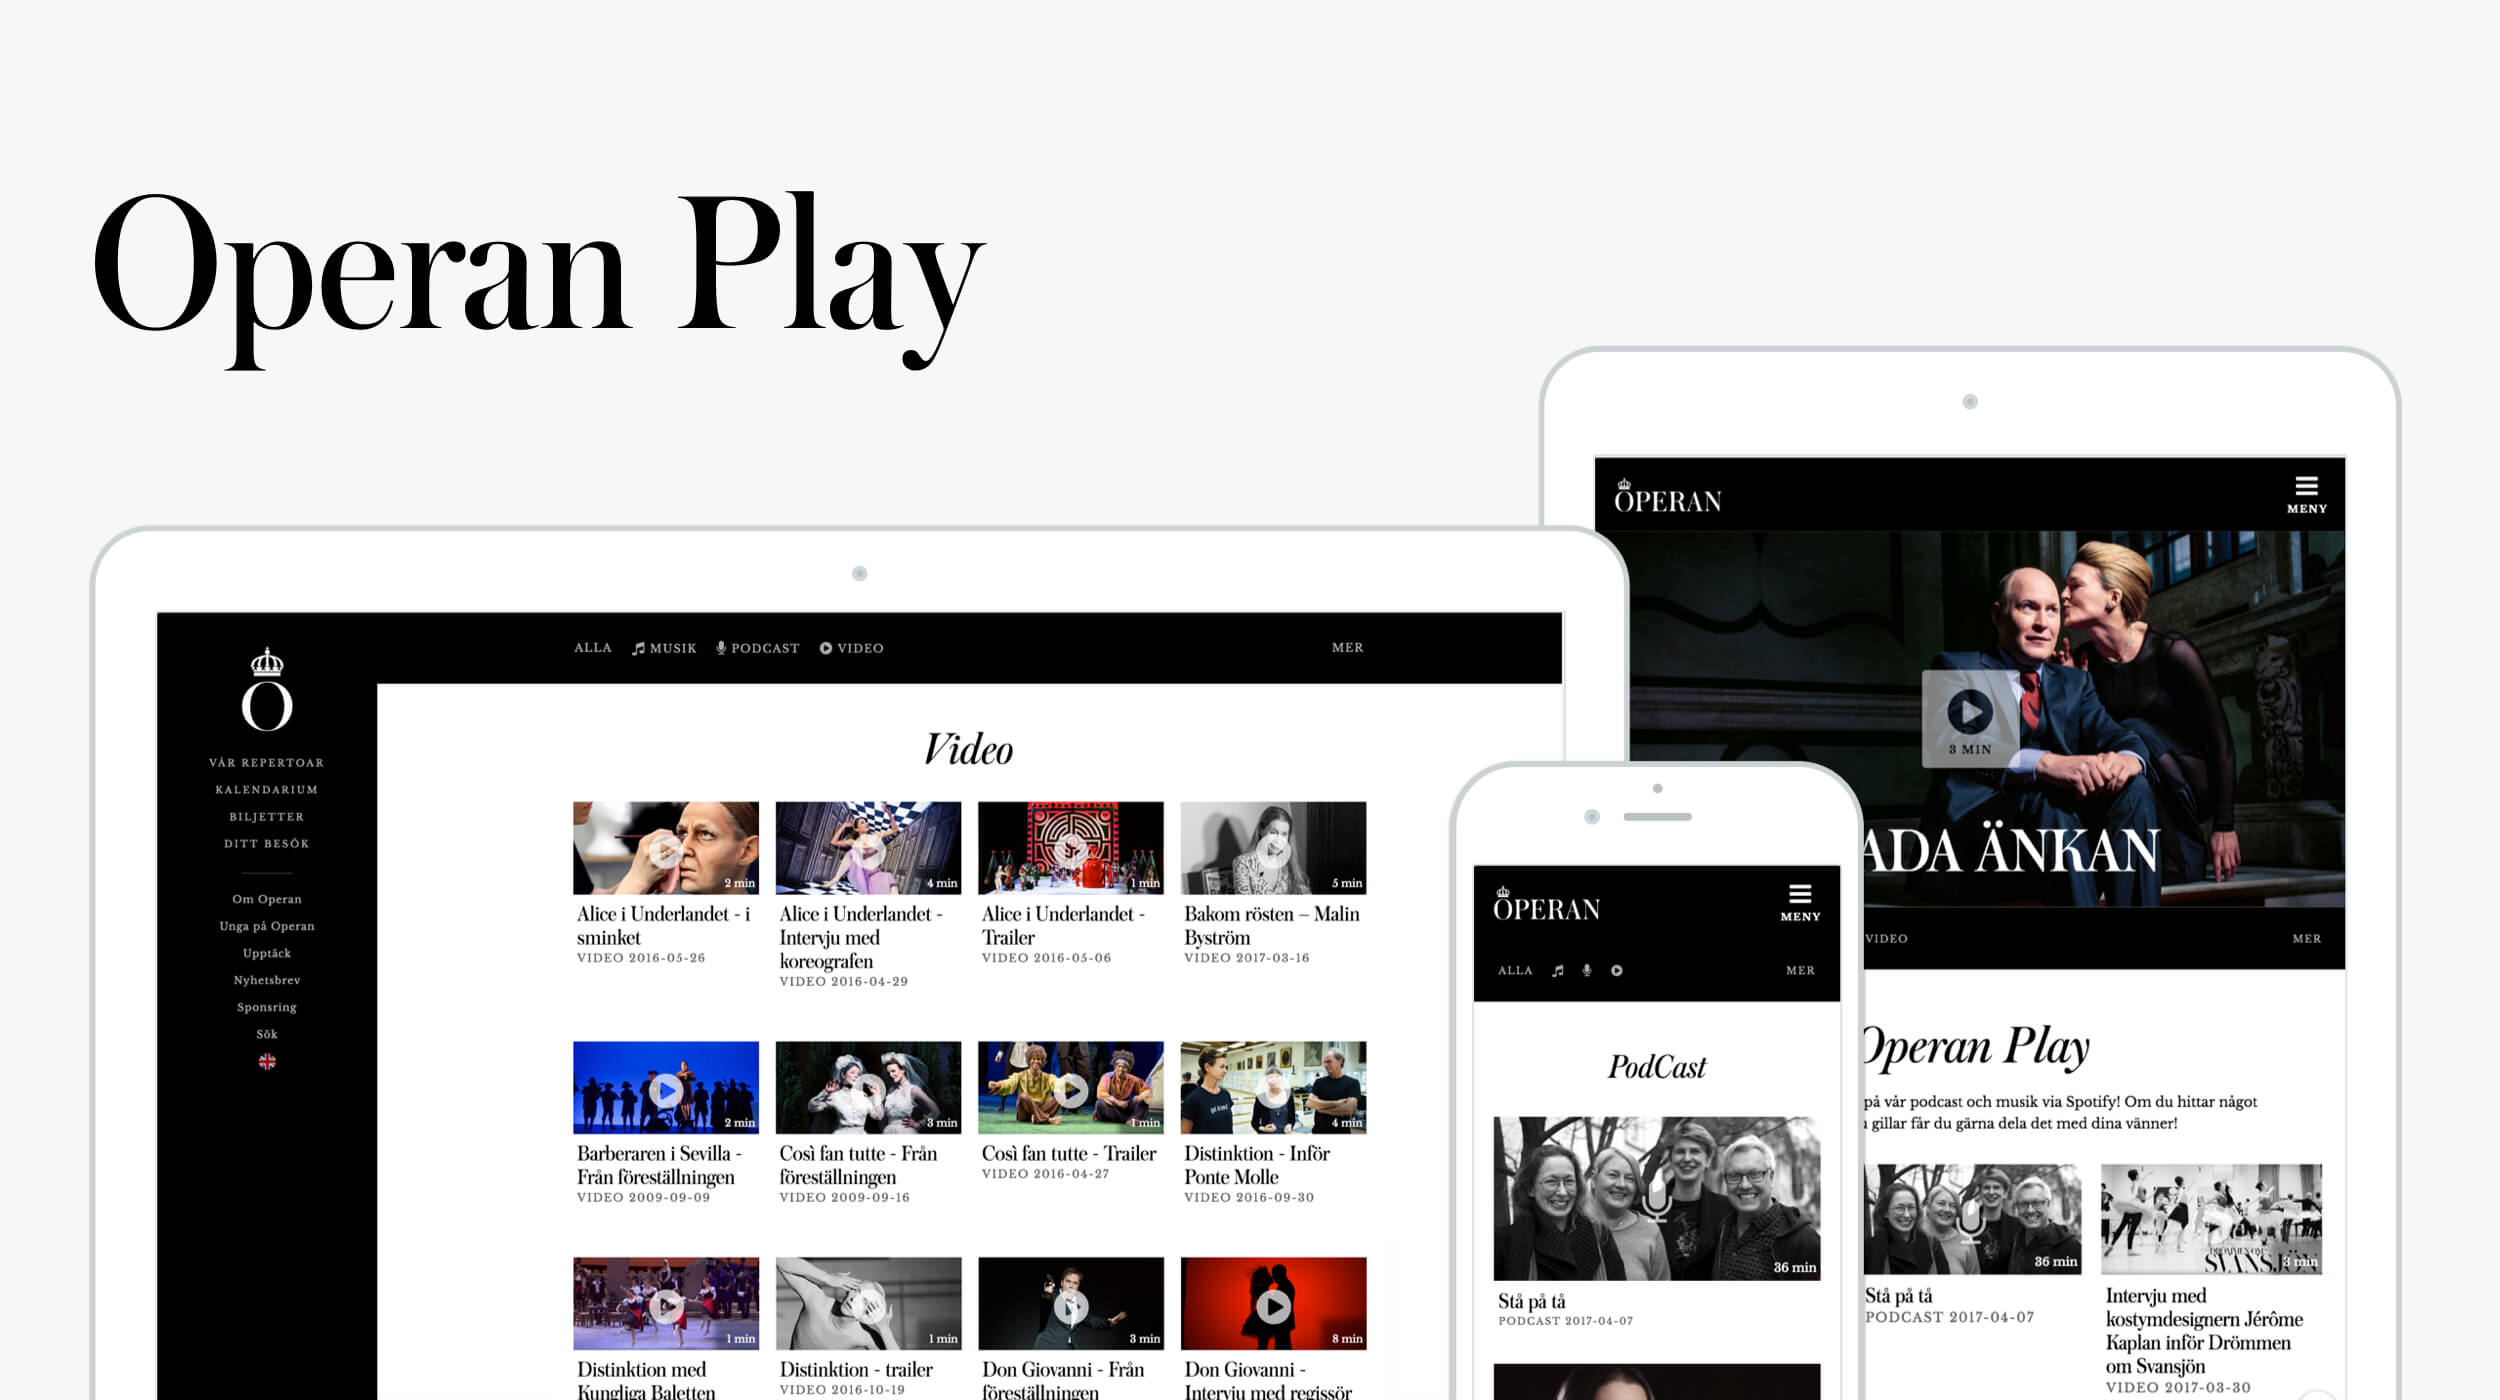 Operan Play
ALLA MUSIK PODCAST VIDEO MER
O
VÅR REPERTOAR
KALENDARIUM
BILJETTER
DITT BESÖK
Om Operan
Unga på Operan
Upptäck
Nyhetsbrev
Sponsring
Sök
Video
2 min
Alice i Underlandet - i
sminket
VIDEO 2016-05-26
4 min
Alice i Underlandet -
Intervju med
koreografen
VIDEO 2016-04-29
1 min
Alice i Underlandet -
Trailer
VIDEO 2016-05-06
5 min
Bakom rösten – Malin
Byström
VIDEO 2017-03-16
2 min
Barberaren i Sevilla -
Från föreställningen
VIDEO 2009-09-09
3 min
Così fan tutte - Från
föreställningen
VIDEO 2009-09-16
1 min
Così fan tutte - Trailer
VIDEO 2016-04-27
4 min
Distinktion - Inför
Ponte Molle
VIDEO 2016-09-30
1 min
Distinktion med
Kungliga Baletten
1 min
Distinktion - trailer
VIDEO 2016-10-19
3 min
Don Giovanni - Från
föreställningen
8 min
Don Giovanni -
Intervju med regissör
OPERAN
MENY
ALLA MER
PodCast
36 min
Stå på tå
PODCAST 2017-04-07
OPERAN
MENY
3 MIN
ADA ÄNKAN
VIDEO MER
Operan Play
på vår podcast och musik via Spotify! Om du hittar något
gillar får du gärna dela det med dina vänner!
36 min
Stå på tå
PODCAST 2017-04-07
DRÖMMEN OM
SVANSJÖN
3 min
Intervju med
kostymdesignern Jérôme
Kaplan inför Drömmen
om Svansjön
VIDEO 2017-03-30